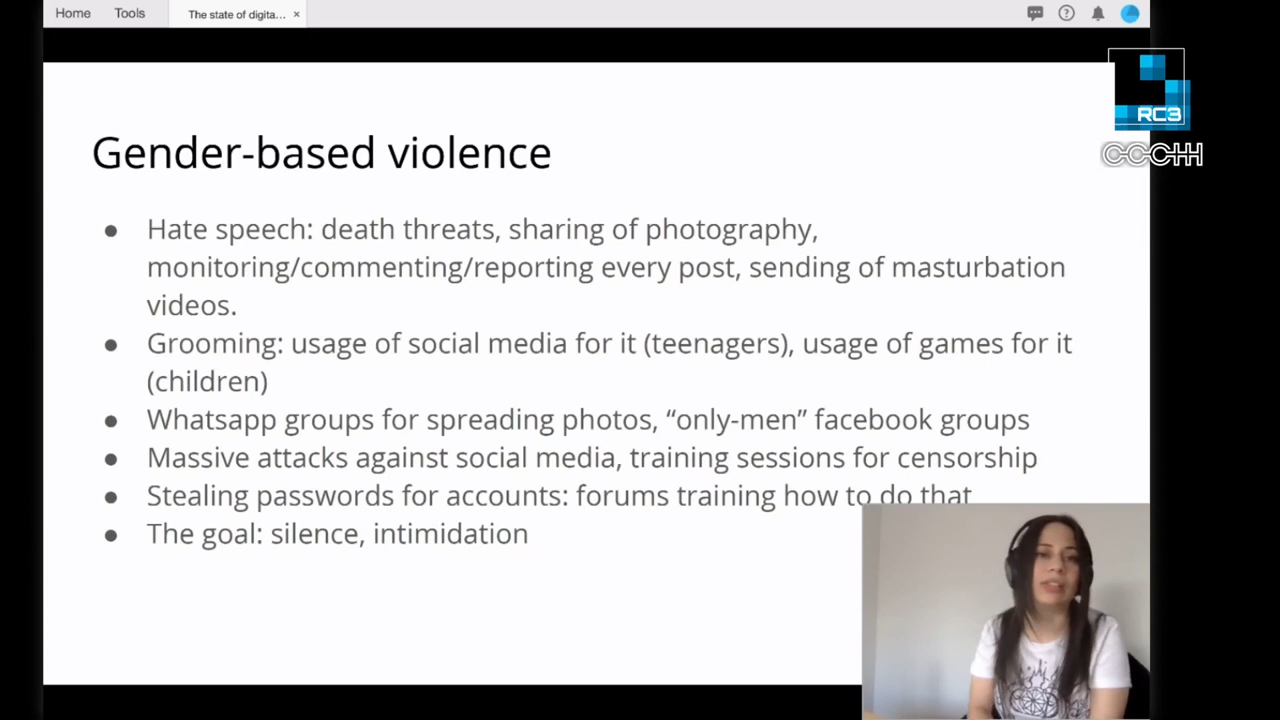 Home Tools The state of digita... ×
RC3
CCCHH
Gender-based violence
● Hate speech: death threats, sharing of photography,
monitoring/commenting/reporting every post, sending of masturbation
videos.
● Grooming: usage of social media for it (teenagers), usage of games for it
(children)
● Whatsapp groups for spreading photos, “only-men” facebook groups
● Massive attacks against social media, training sessions for censorship
● Stealing passwords for accounts: forums training how to do that
● The goal: silence, intimidation